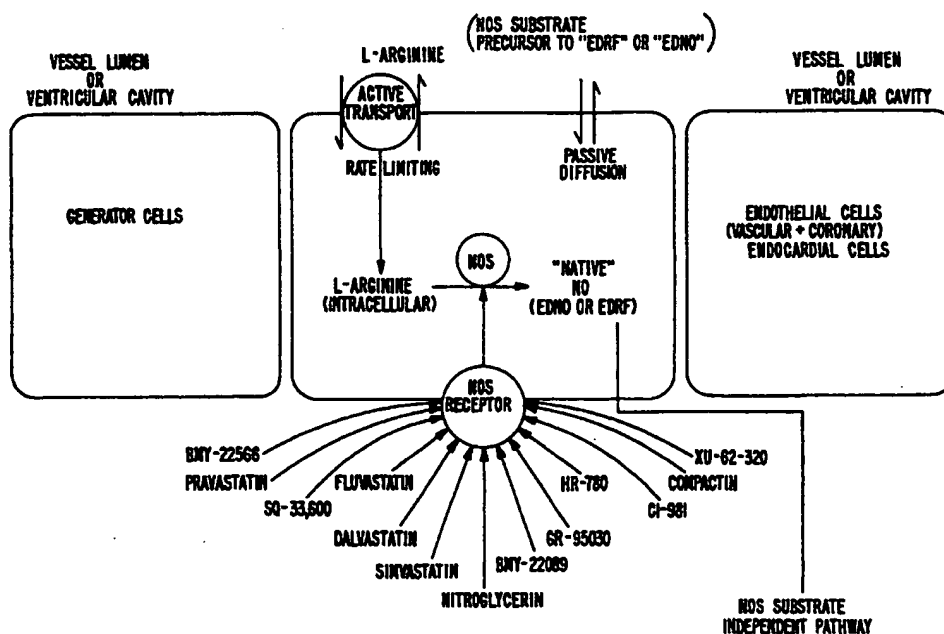 (NOS SUBSTRATE
PRECURSOR TO "EDRF" OR "EDNO")
L-ARGININE
VESSEL LUMEN
OR
VENTRICULAR CAVITY
VESSEL LUMEN
OR
VENTRICULAR CAVITY
ACTIVE
TRANSPORT
RATE LIMITING
PASSIVE
DIFFUSION
GENERATOR CELLS
ENDOTHELIAL CELLS
(VASCULAR + CORONARY)
ENDOCARDIAL CELLS
NOS
L-ARGININE
(INTRACELLULAR)
"NATIVE"
NO
(EDNO OR EDRF)
NOS
RECEPTOR
BMY-22566
PRAVASTATIN
SQ-33,600
FLUVASTATIN
DALVASTATIN
SIMVASTATIN
NITROGLYCERIN
BMY-22089
GR-95030
HR-780
CI-981
COMPACTIN
XU-62-320
NOS SUBSTRATE
INDEPENDENT PATHWAY